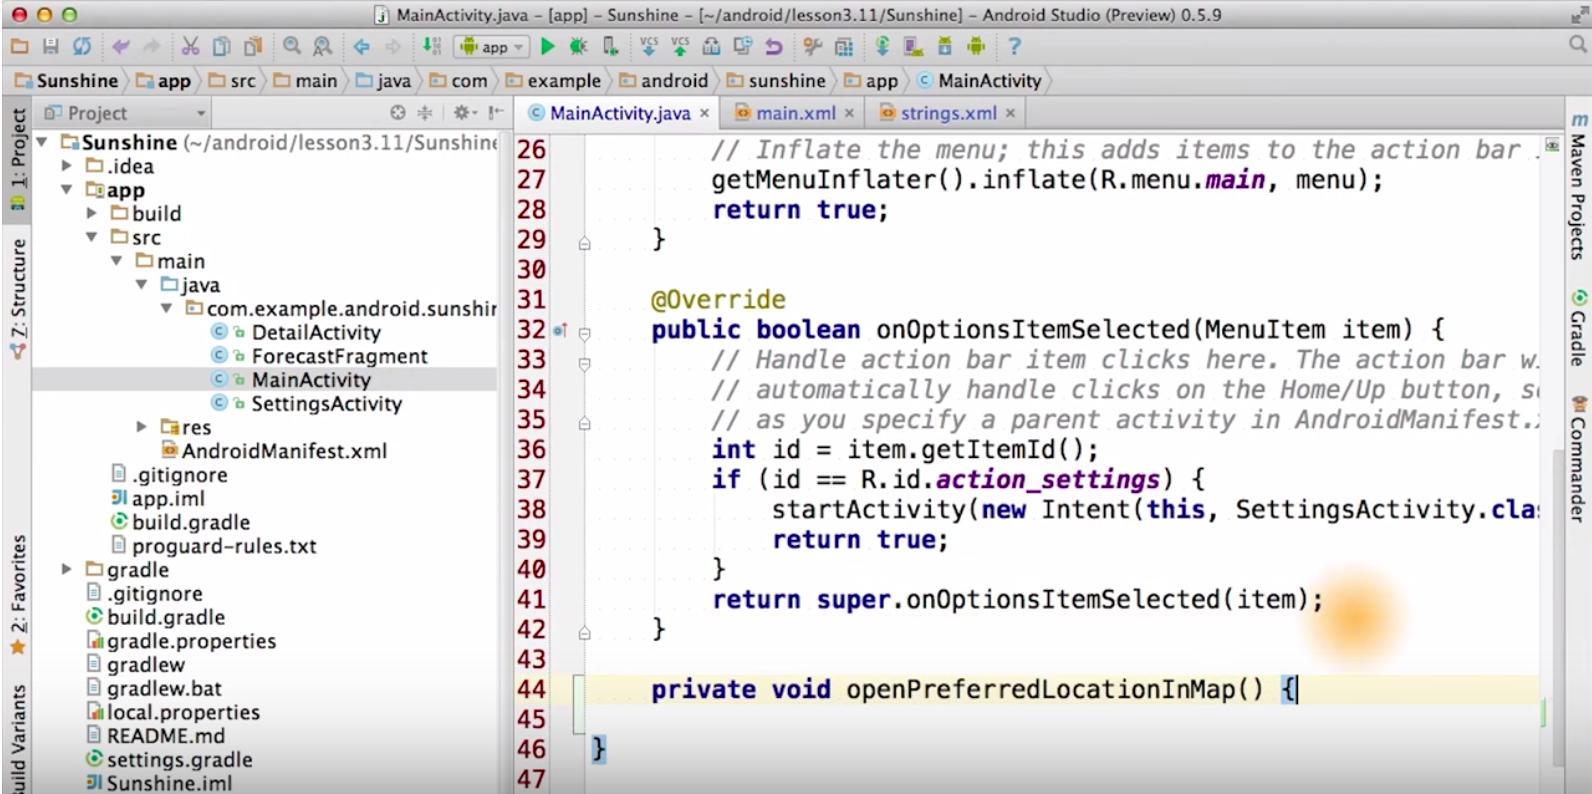 MainActivity.java – [app] – Sunshine – [~/android/lesson3.11/Sunshine] – Android Studio (Preview) 0.5.9
app
Sunshine app src main java com example android sunshine app MainActivity
Project
MainActivity.java main.xml strings.xml
1: Project
Z: Structure
2: Favorites
Build Variants
Sunshine (~/android/lesson3.11/Sunshine
.idea
app
build
src
main
java
com.example.android.sunshin
DetailActivity
ForecastFragment
MainActivity
SettingsActivity
res
AndroidManifest.xml
.gitignore
app.iml
build.gradle
proguard-rules.txt
gradle
.gitignore
build.gradle
gradle.properties
gradlew
gradlew.bat
local.properties
README.md
settings.gradle
Sunshine.iml
26 // Inflate the menu; this adds items to the action bar
27 getMenuInflater().inflate(R.menu.main, menu);
28 return true;
29 }
30
31 @Override
32 public boolean onOptionsItemSelected(MenuItem item) {
33 // Handle action bar item clicks here. The action bar wi
34 // automatically handle clicks on the Home/Up button, so
35 // as you specify a parent activity in AndroidManifest.x
36 int id = item.getItemId();
37 if (id == R.id.action_settings) {
38 startActivity(new Intent(this, SettingsActivity.clas
39 return true;
40 }
41 return super.onOptionsItemSelected(item);
42 }
43
44 private void openPreferredLocationInMap() {
45
46 }
47
Maven Projects
Gradle
Commander